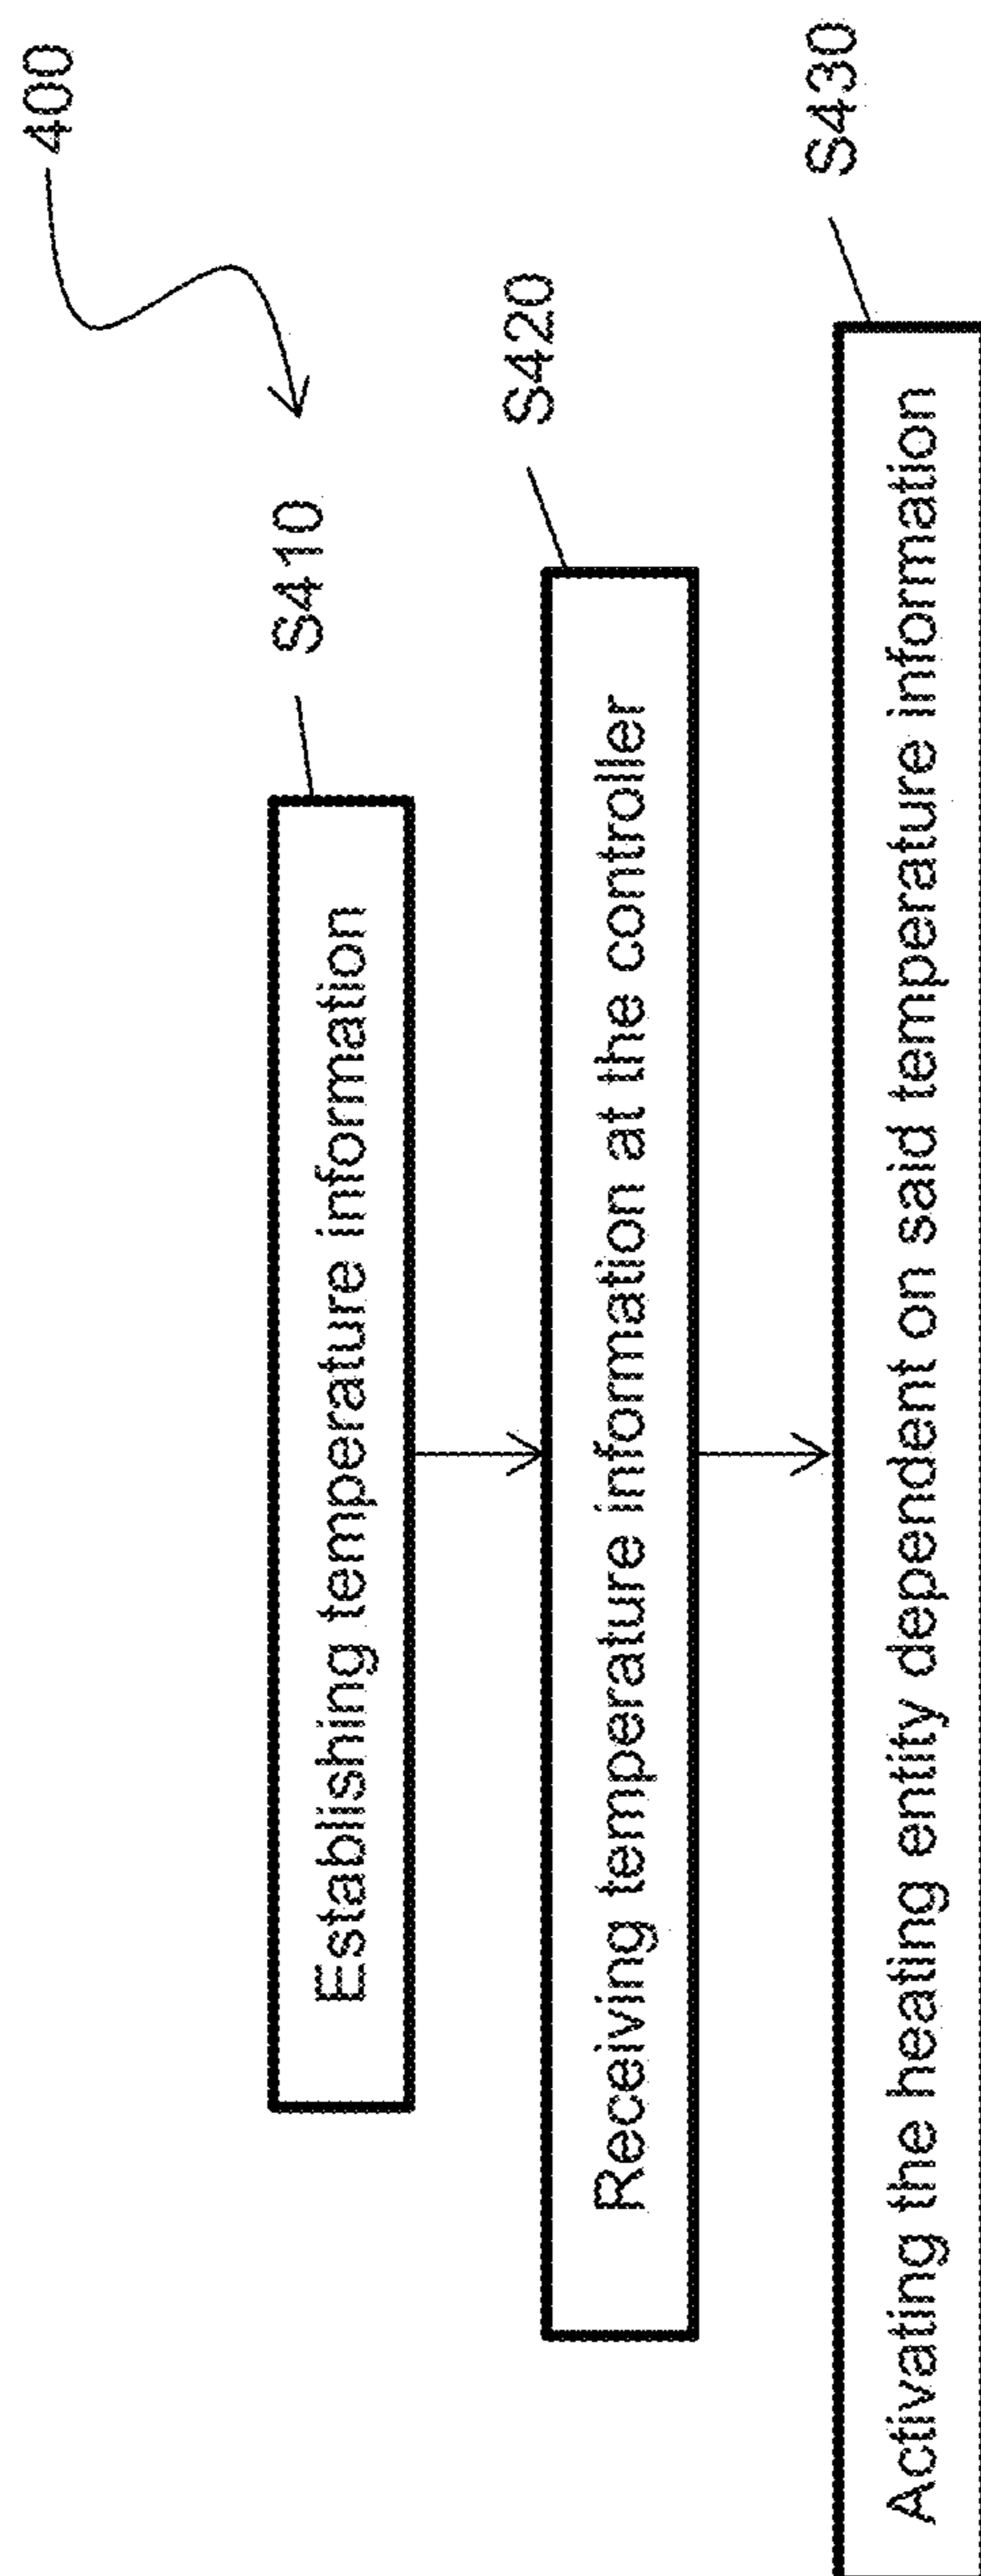 400
S410
Establishing temperature information
S420
Receiving temperature information at the controller
S430
Activating the heating entity dependent on said temperature information